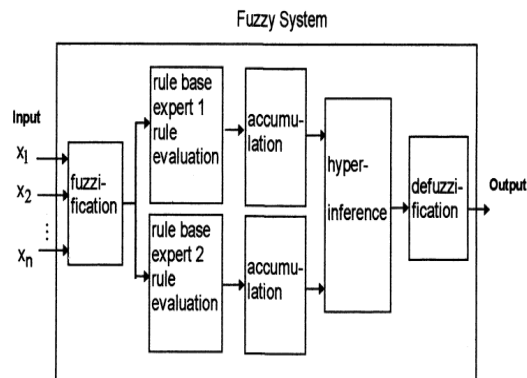 Fuzzy System
Input
x1
x2
⋮
xn
fuzzi-
fication
rule base
expert 1
rule
evaluation
accumu-
lation
rule base
expert 2
rule
evaluation
accumu-
lation
hyper-
inference
defuzzi-
fication
Output